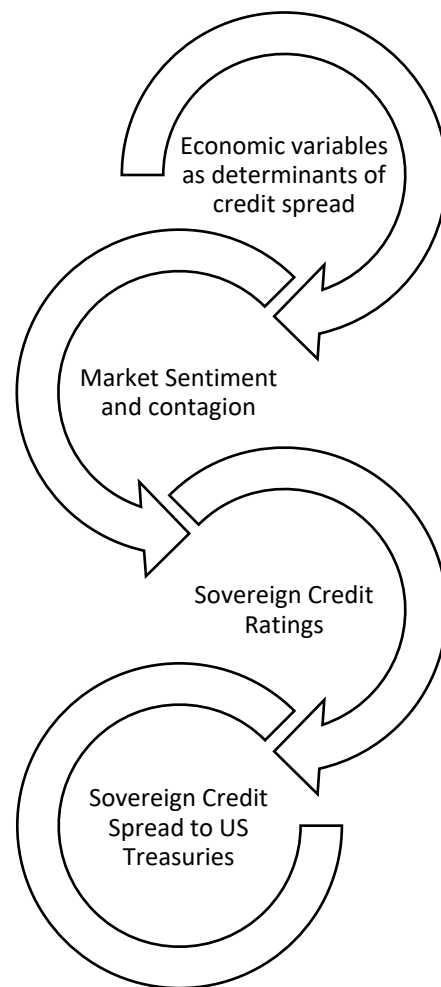 Economic variables
as determinants of
credit spread
Market Sentiment
and contagion
Sovereign Credit
Ratings
Sovereign Credit
Spread to US
Treasuries